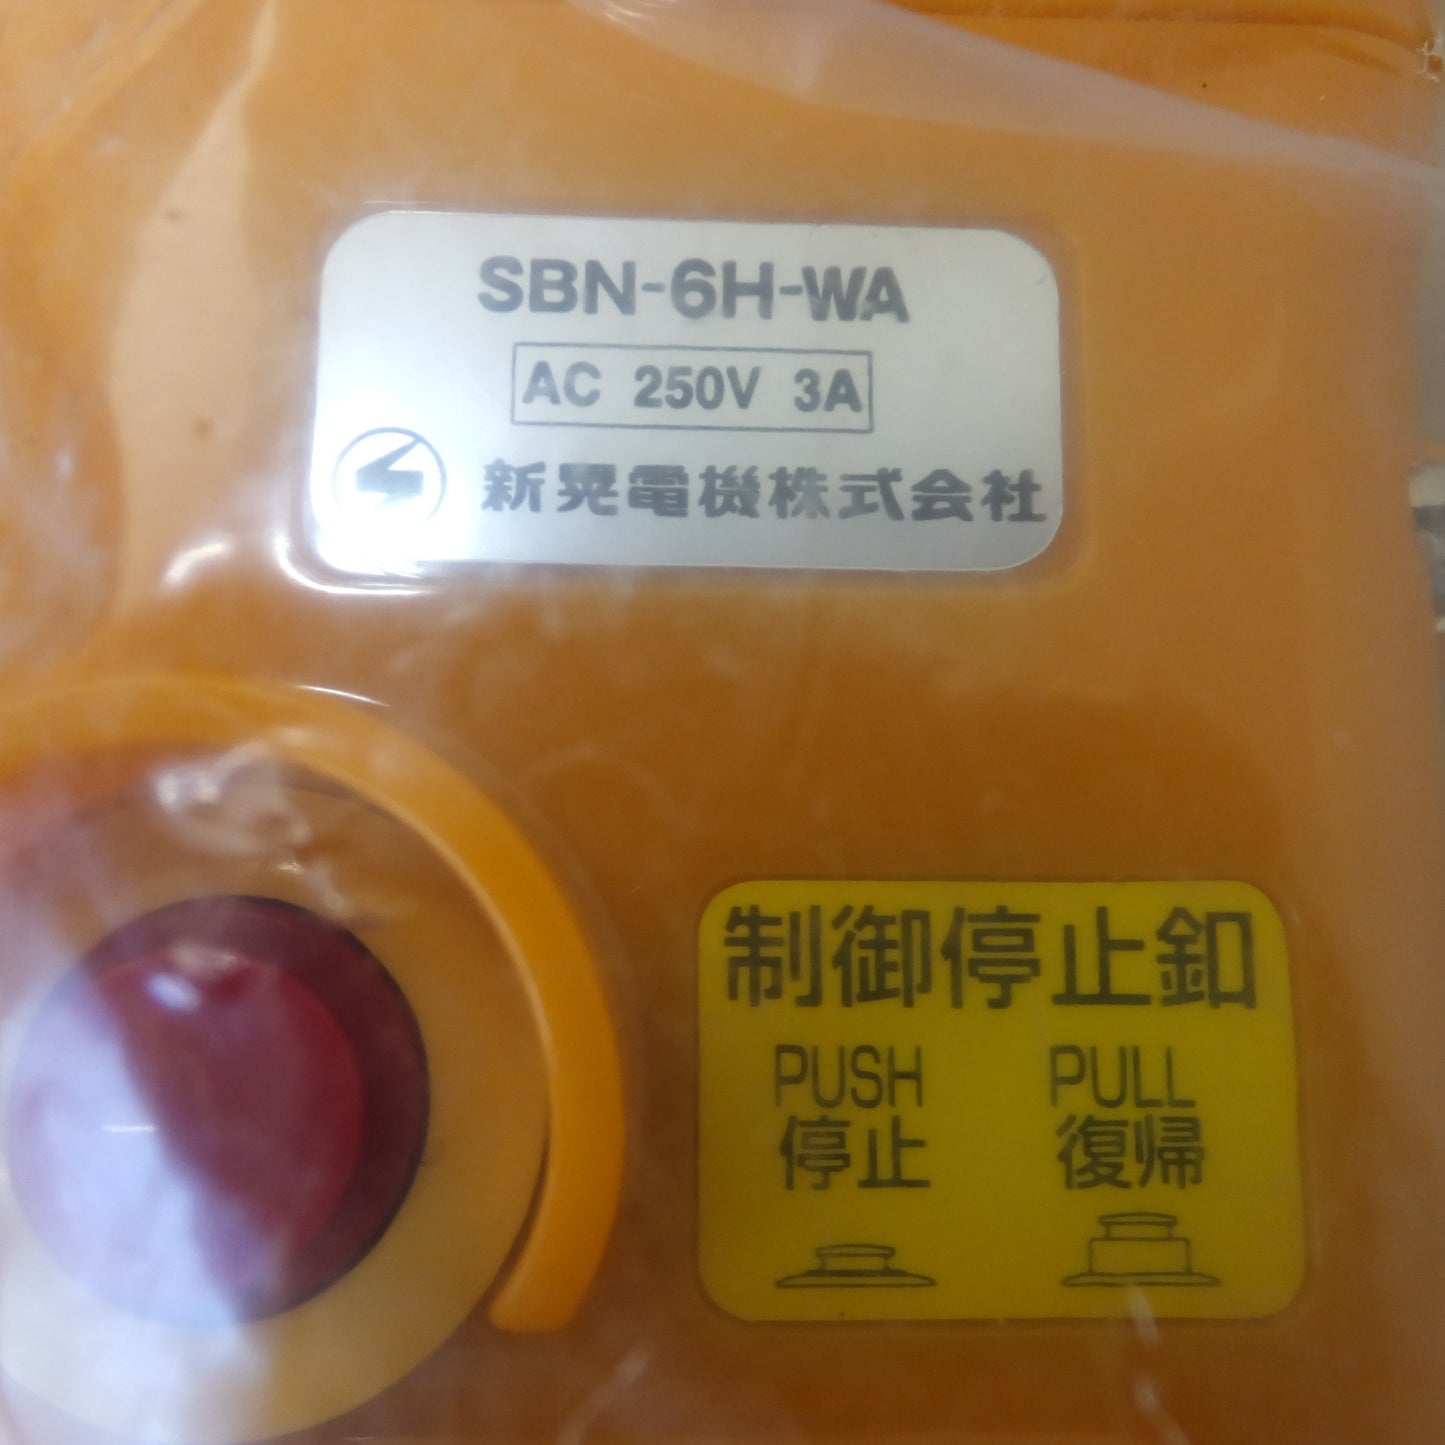 SBN-6H-WA
AC 250V 3A
新晃電機株式会社
制御停止釦
PUSH PULL
停止 復帰